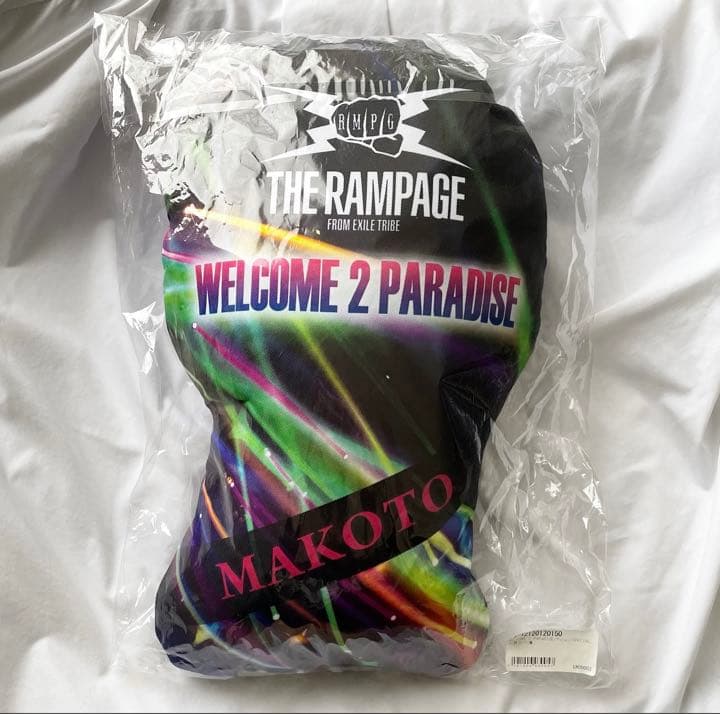 RMPG
THE RAMPAGE
FROM EXILE TRIBE
WELCOME 2 PARADISE
MAKOTO